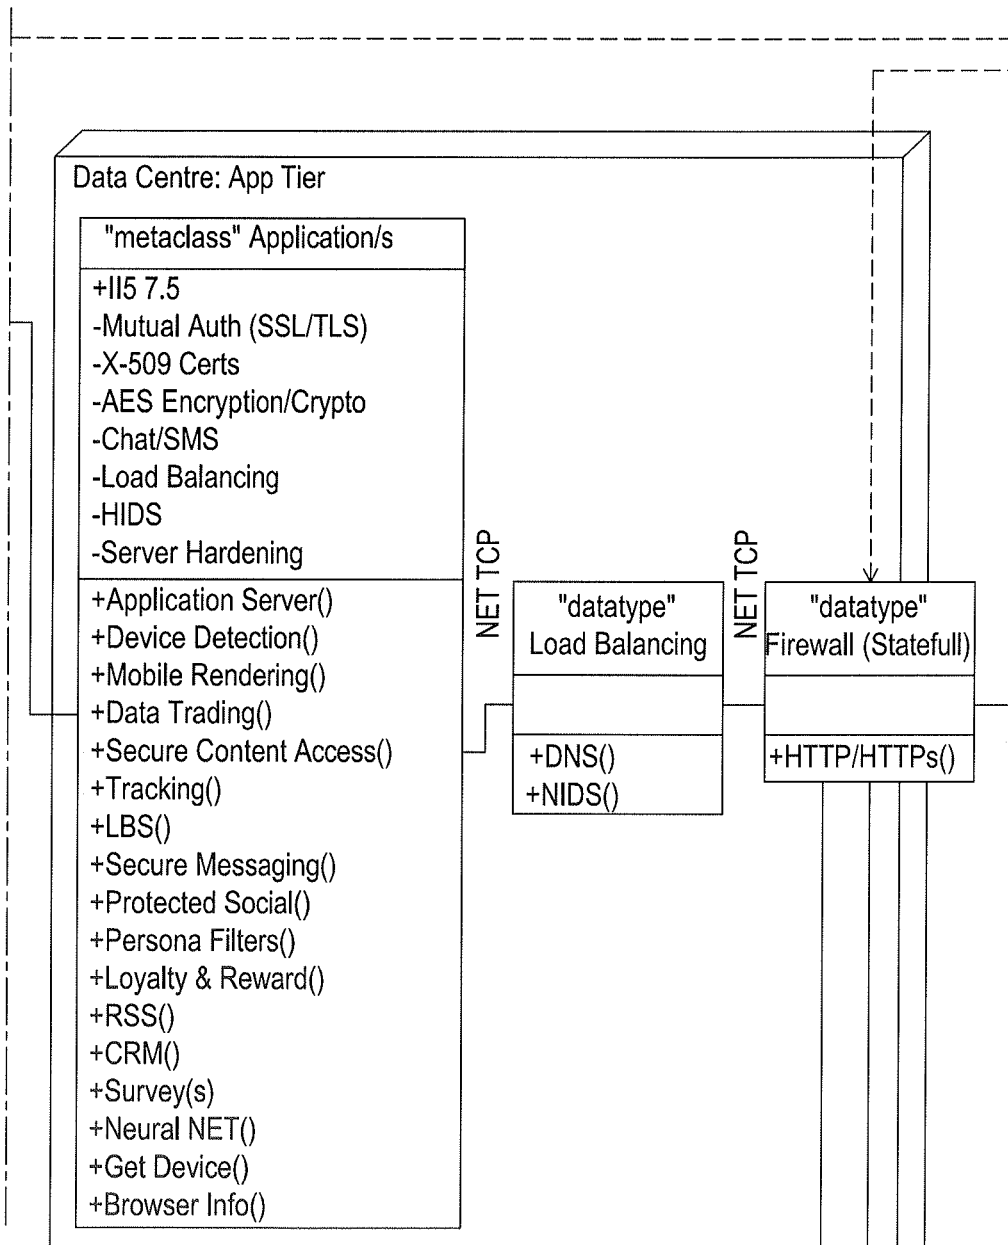 Data Centre: App Tier
"metaclass" Application/s
+II5 7.5
-Mutual Auth (SSL/TLS)
-X-509 Certs
-AES Encryption/Crypto
-Chat/SMS
-Load Balancing
-HIDS
-Server Hardening
+Application Server()
+Device Detection()
+Mobile Rendering()
+Data Trading()
+Secure Content Access()
+Tracking()
+LBS()
+Secure Messaging()
+Protected Social()
+Persona Filters()
+Loyalty & Reward()
+RSS()
+CRM()
+Survey(s)
+Neural NET()
+Get Device()
+Browser Info()
NET TCP
"datatype"
Load Balancing
+DNS()
+NIDS()
NET TCP
"datatype"
Firewall (Statefull)
+HTTP/HTTPs()